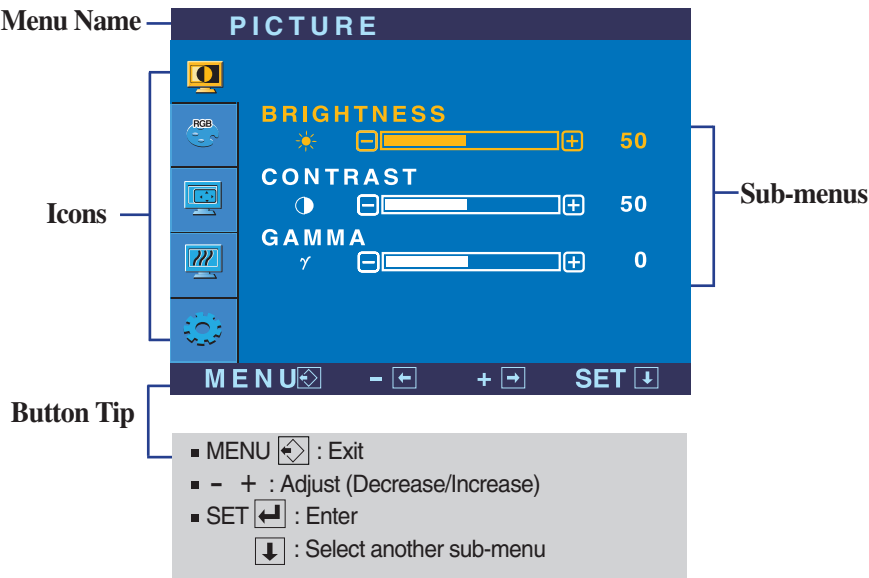 Menu Name
PICTURE
RGB
BRIGHTNESS
− + 50
CONTRAST
− + 50
GAMMA
γ − + 0
Icons
Sub-menus
MENU − ← + → SET ↓
Button Tip
▪ MENU : Exit
▪ − + : Adjust (Decrease/Increase)
▪ SET ↵ : Enter
↓ : Select another sub-menu